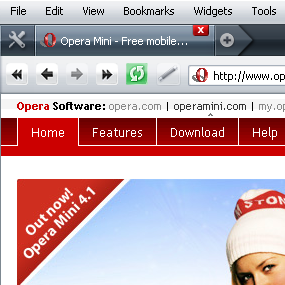 File Edit View Bookmarks Widgets Tools
Opera Mini - Free mobile...
http://www.op
Opera Software: opera.com | operamini.com | my.op
Home Features Download Help
Out now!
Opera Mini 4.1
STON